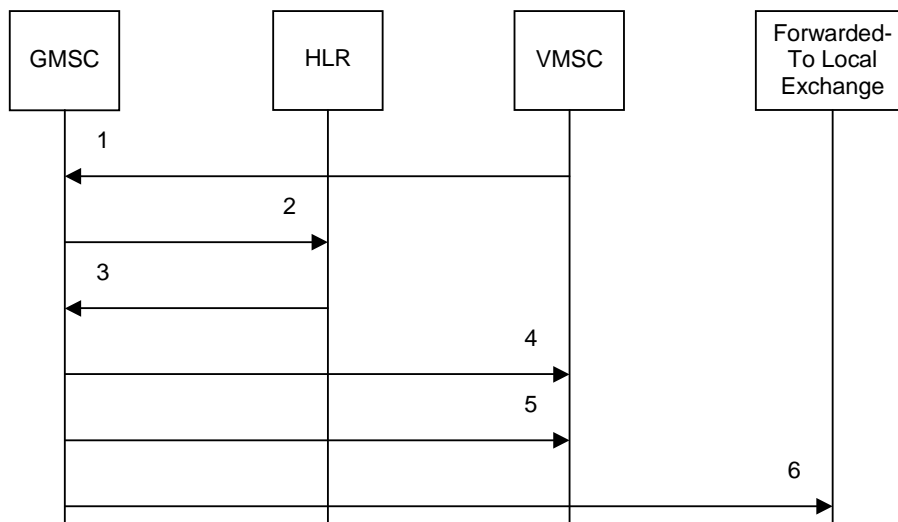 GMSC
HLR
VMSC
Forwarded-
To Local
Exchange
1
2
3
4
5
6